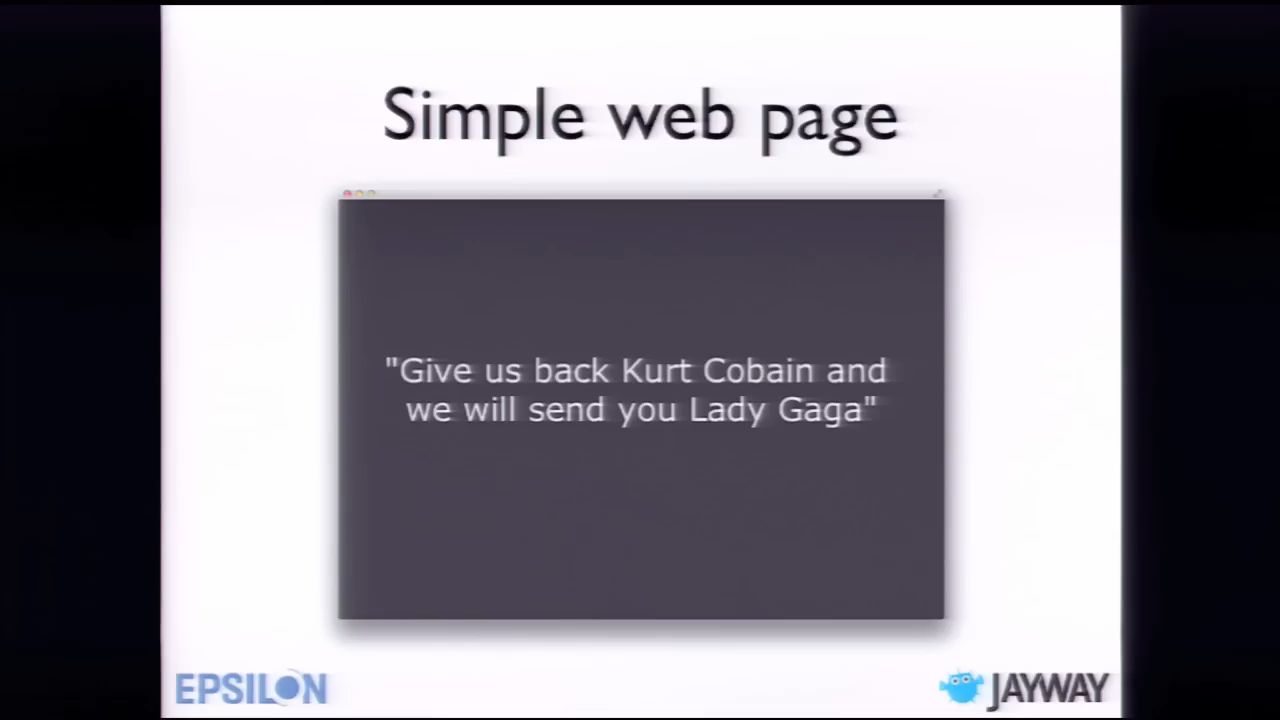 Simple web page
"Give us back Kurt Cobain and
we will send you Lady Gaga"
EPSILON
JAYWAY